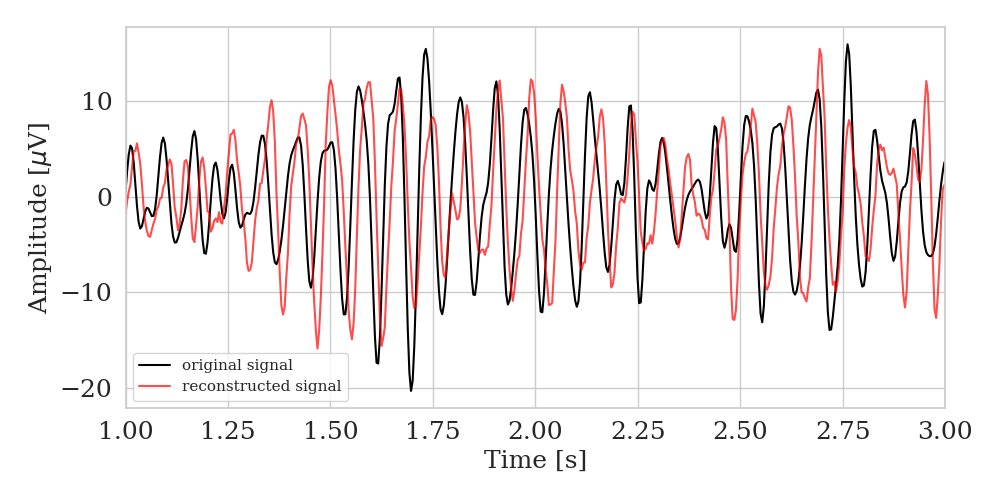 Amplitude [μV]
10
0
−10
−20
original signal
reconstructed signal
1.00 1.25 1.50 1.75 2.00 2.25 2.50 2.75 3.00
Time [s]